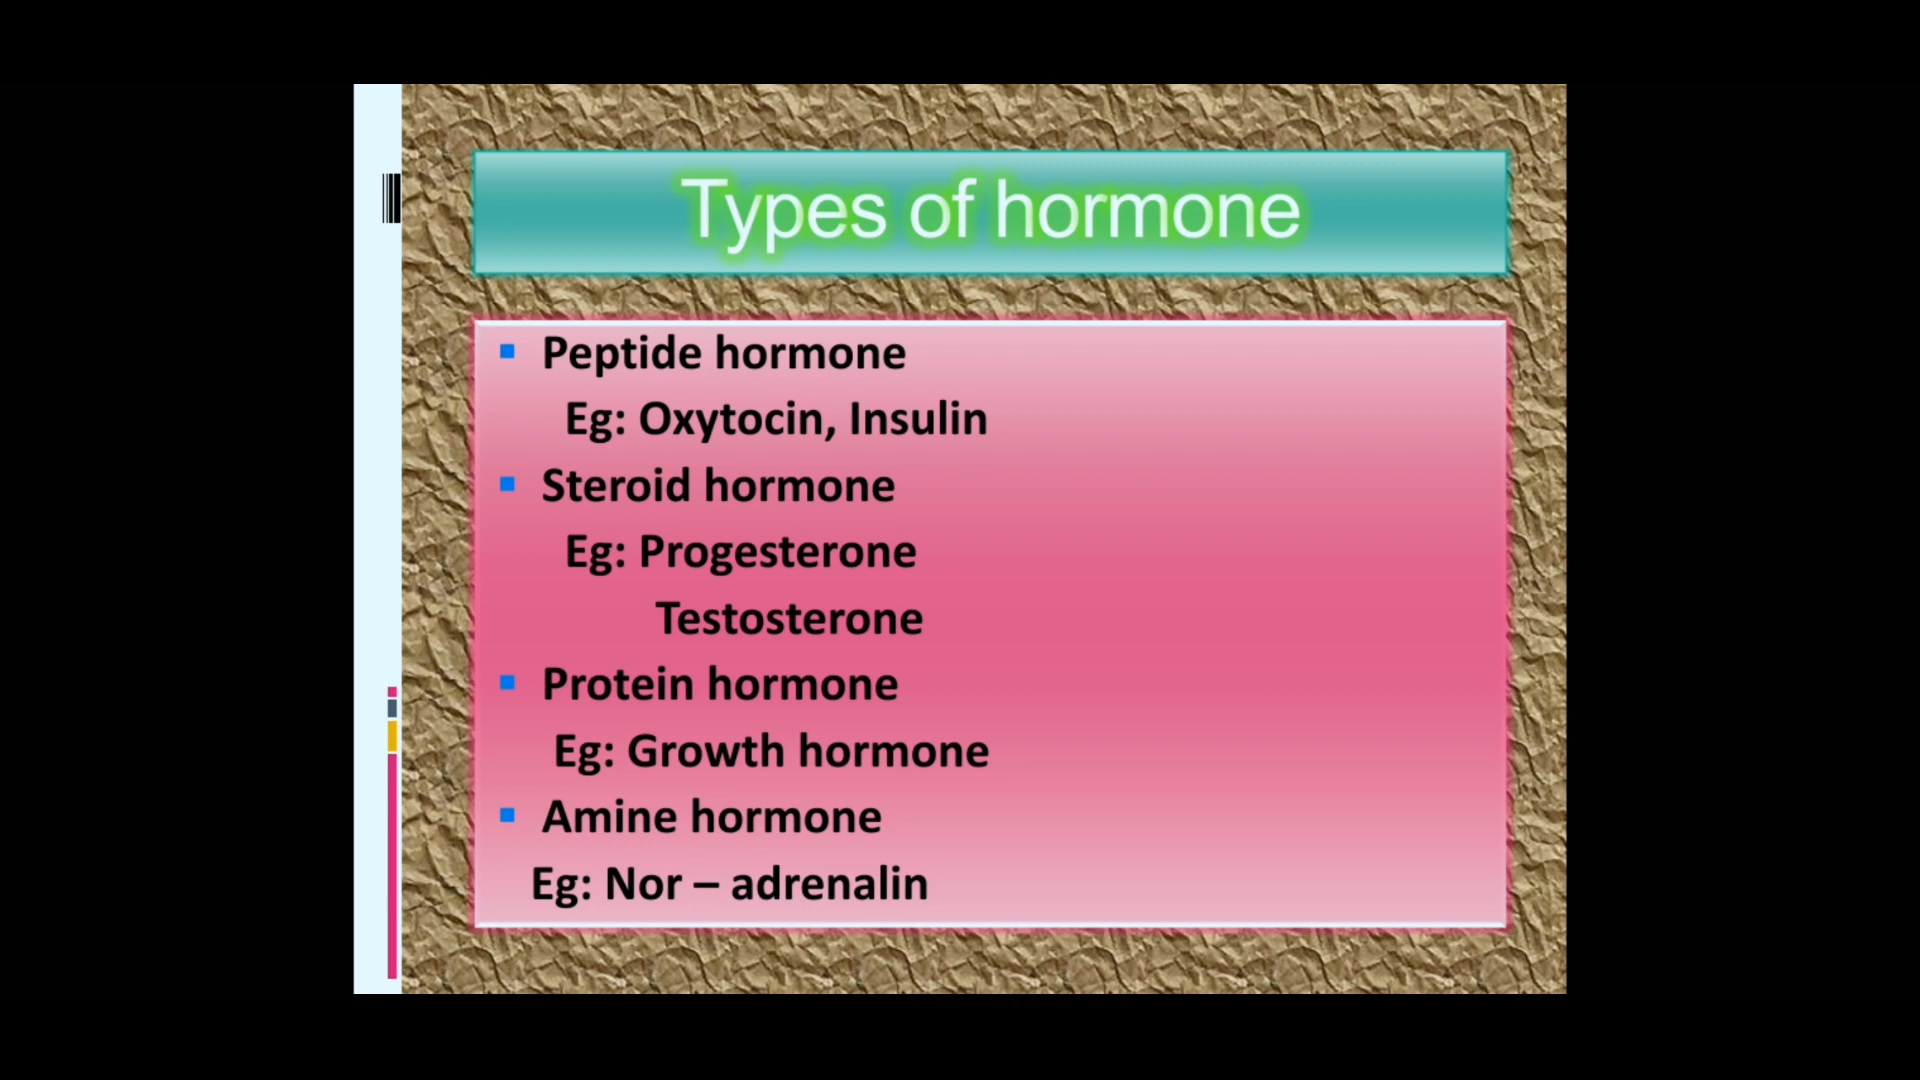 Types of hormone
Peptide hormone
Eg: Oxytocin, Insulin
Steroid hormone
Eg: Progesterone
Testosterone
Protein hormone
Eg: Growth hormone
Amine hormone
Eg: Nor – adrenalin